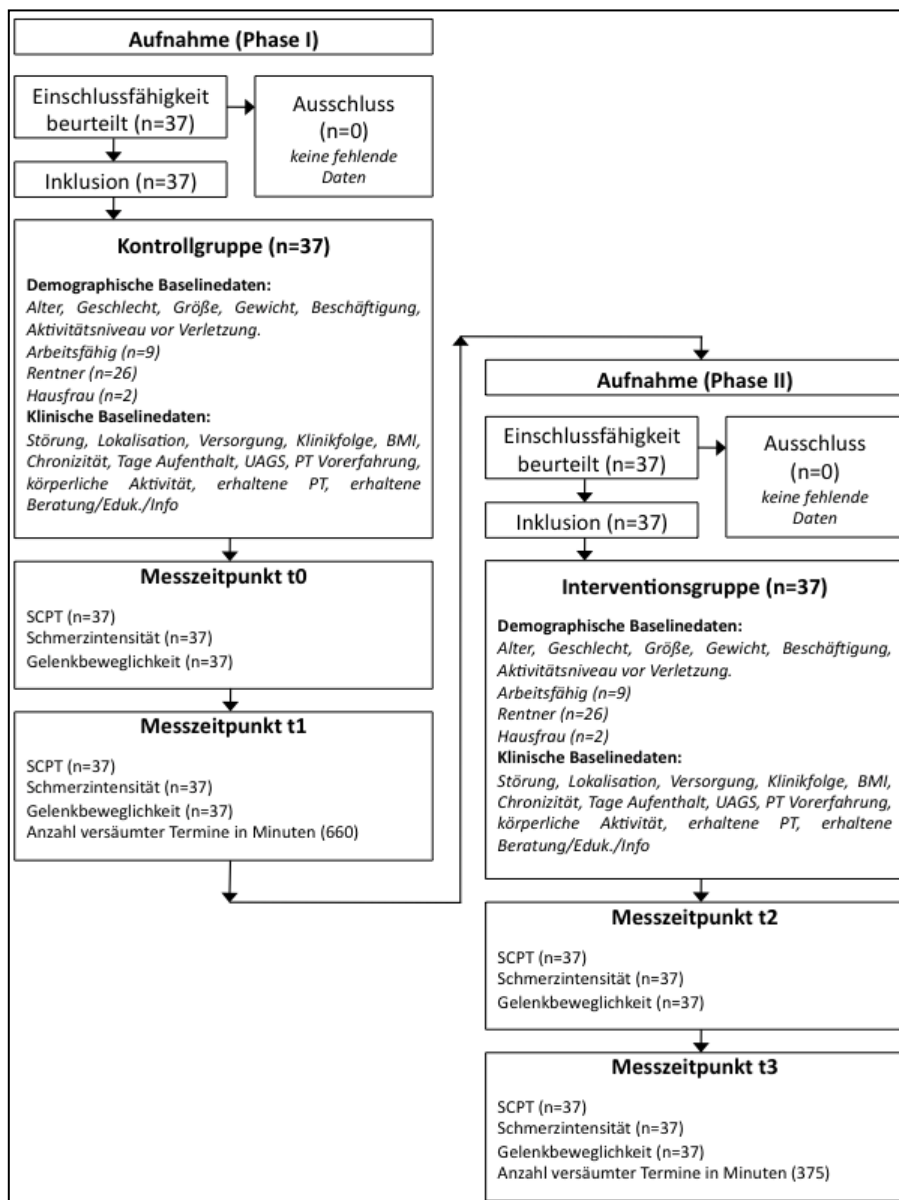 Aufnahme (Phase I)
Einschlussfähigkeit
beurteilt (n=37)
Ausschluss
(n=0)
keine fehlende
Daten
Inklusion (n=37)
Kontrollgruppe (n=37)
Demographische Baselinedaten:
Alter, Geschlecht, Größe, Gewicht, Beschäftigung,
Aktivitätsniveau vor Verletzung.
Arbeitsfähig (n=9)
Rentner (n=26)
Hausfrau (n=2)
Klinische Baselinedaten:
Störung, Lokalisation, Versorgung, Klinikfolge, BMI,
Chronizität, Tage Aufenthalt, UAGS, PT Vorerfahrung,
körperliche Aktivität, erhaltene PT, erhaltene
Beratung/Eduk./Info
Messzeitpunkt t0
SCPT (n=37)
Schmerzintensität (n=37)
Gelenkbeweglichkeit (n=37)
Messzeitpunkt t1
SCPT (n=37)
Schmerzintensität (n=37)
Gelenkbeweglichkeit (n=37)
Anzahl versäumter Termine in Minuten (660)
Aufnahme (Phase II)
Einschlussfähigkeit
beurteilt (n=37)
Ausschluss
(n=0)
keine fehlende
Daten
Inklusion (n=37)
Interventionsgruppe (n=37)
Demographische Baselinedaten:
Alter, Geschlecht, Größe, Gewicht, Beschäftigung,
Aktivitätsniveau vor Verletzung.
Arbeitsfähig (n=9)
Rentner (n=26)
Hausfrau (n=2)
Klinische Baselinedaten:
Störung, Lokalisation, Versorgung, Klinikfolge, BMI,
Chronizität, Tage Aufenthalt, UAGS, PT Vorerfahrung,
körperliche Aktivität, erhaltene PT, erhaltene
Beratung/Eduk./Info
Messzeitpunkt t2
SCPT (n=37)
Schmerzintensität (n=37)
Gelenkbeweglichkeit (n=37)
Messzeitpunkt t3
SCPT (n=37)
Schmerzintensität (n=37)
Gelenkbeweglichkeit (n=37)
Anzahl versäumter Termine in Minuten (375)